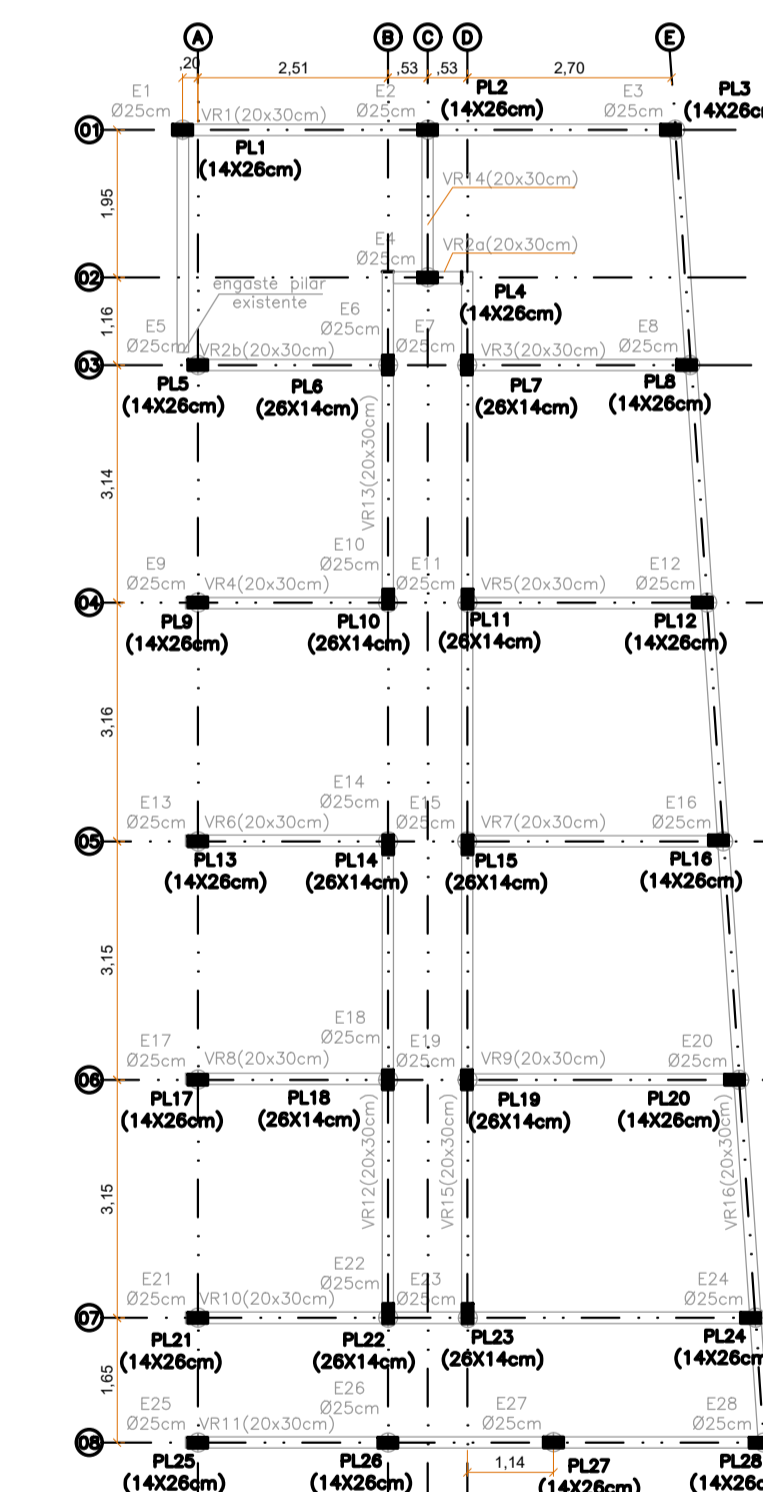 A B C D E
,20 2,51 ,53 ,53 2,70
E1 E2 PL2 E3 PL3
Ø25cm VR1(20x30cm) Ø25cm (14X26cm) Ø25cm (14X26c
01
PL1
(14X26cm)
1,95
VR14(20x30cm)
E4 VR2a(20x30cm)
Ø25cm
02
engaste pilar PL4
existente (14X26cm)
1,16
E5 E6 E7 E8
Ø25cm VR2b(20x30cm) Ø25cm Ø25cm VR3(20x30cm) Ø25cm
03
PL5 PL6 PL7 PL8
(14X26cm) (26X14cm) (26X14cm) (14X26cm)
VR13(20x30cm)
3,14
E9 E10 E11 E12
Ø25cm VR4(20x30cm) Ø25cm Ø25cm VR5(20x30cm) Ø25cm
04
PL9 PL10 PL11 PL12
(14X26cm) (26X14cm) (26X14cm) (14X26cm)
3,16
E13 E14 E15 E16
Ø25cm VR6(20x30cm) Ø25cm Ø25cm VR7(20x30cm) Ø25cm
05
PL13 PL14 PL15 PL16
(14X26cm) (26X14cm) (26X14cm) (14X26cm)
3,15
E17 E18 E19 E20
Ø25cm VR8(20x30cm) Ø25cm Ø25cm VR9(20x30cm) Ø25cm
06
PL17 PL18 PL19 PL20
(14X26cm) (26X14cm) (26X14cm) (14X26cm)
VR12(20x30cm) VR15(20x30cm) VR16(20x30cm)
3,15
E21 E22 E23 E24
Ø25cm VR10(20x30cm) Ø25cm Ø25cm Ø25cm
07
PL21 PL22 PL23 PL24
(14X26cm) (26X14cm) (26X14cm) (14X26cm
1,65
E25 E26 E27 E28
Ø25cm VR11(20x30cm) Ø25cm Ø25cm Ø25cm
08
PL25 PL26 1,14 PL27 PL28
(14X26cm) (14X26cm) (14X26cm) (14X26cm